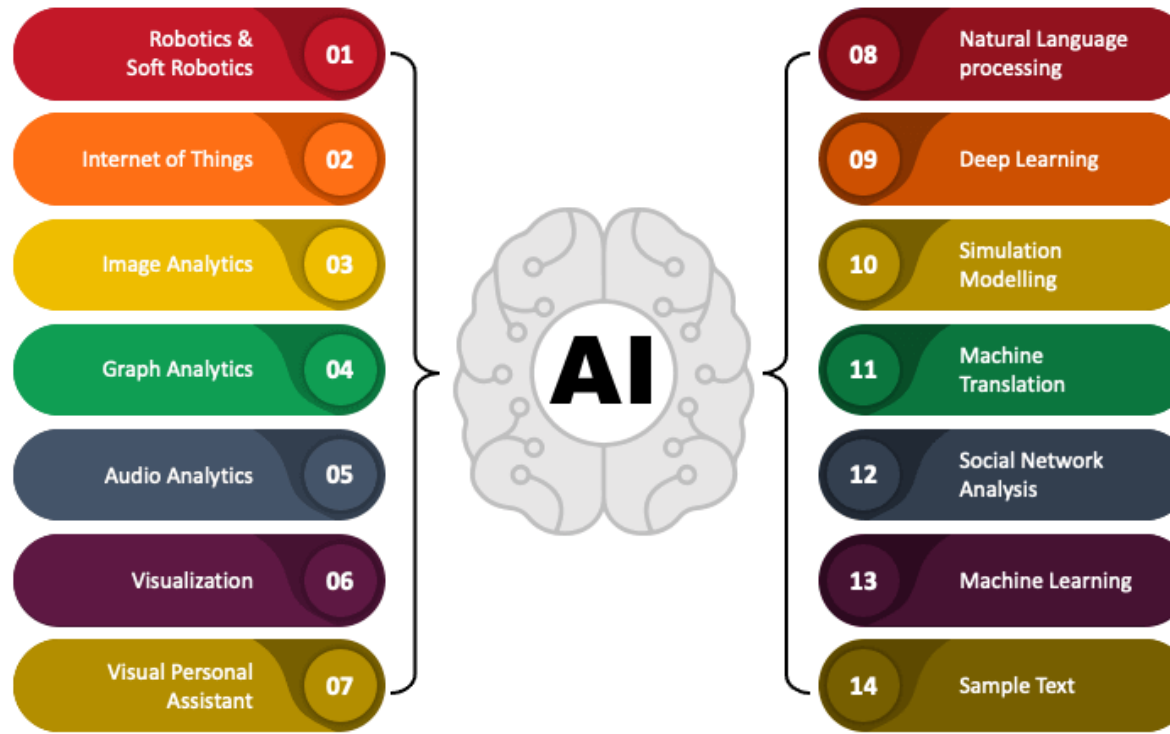 Robotics &
Soft Robotics
01
Internet of Things
02
Image Analytics
03
Graph Analytics
04
Audio Analytics
05
Visualization
06
Visual Personal
Assistant
07
AI
08
Natural Language
processing
09
Deep Learning
10
Simulation
Modelling
11
Machine
Translation
12
Social Network
Analysis
13
Machine Learning
14
Sample Text